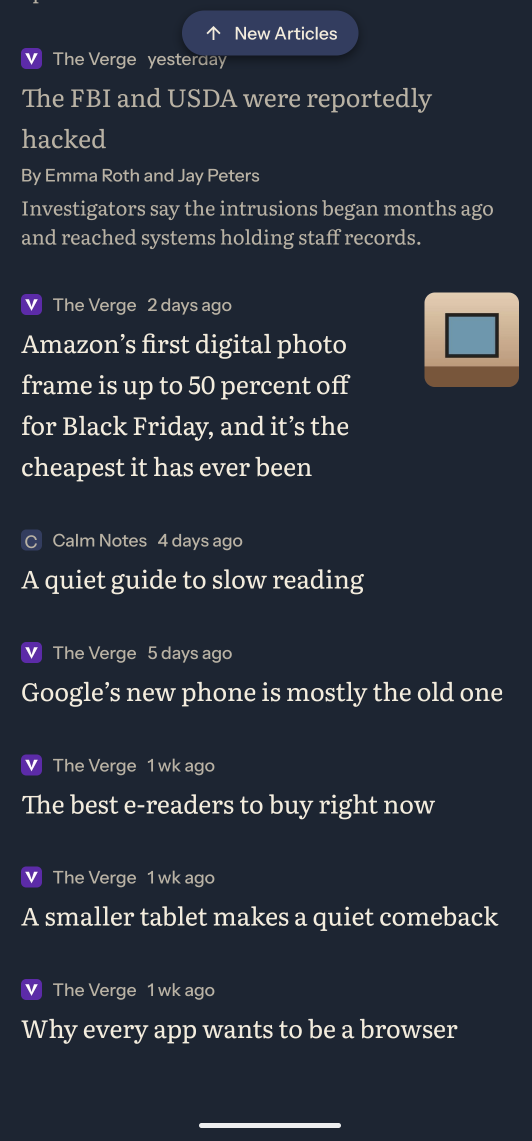 New Articles
The Verge yesterday
The FBI and USDA were reportedly
hacked
By Emma Roth and Jay Peters
Investigators say the intrusions began months ago
and reached systems holding staff records.
The Verge 2 days ago
Amazon’s first digital photo
frame is up to 50 percent off
for Black Friday, and it’s the
cheapest it has ever been
C Calm Notes 4 days ago
A quiet guide to slow reading
The Verge 5 days ago
Google’s new phone is mostly the old one
The Verge 1 wk ago
The best e-readers to buy right now
The Verge 1 wk ago
A smaller tablet makes a quiet comeback
The Verge 1 wk ago
Why every app wants to be a browser